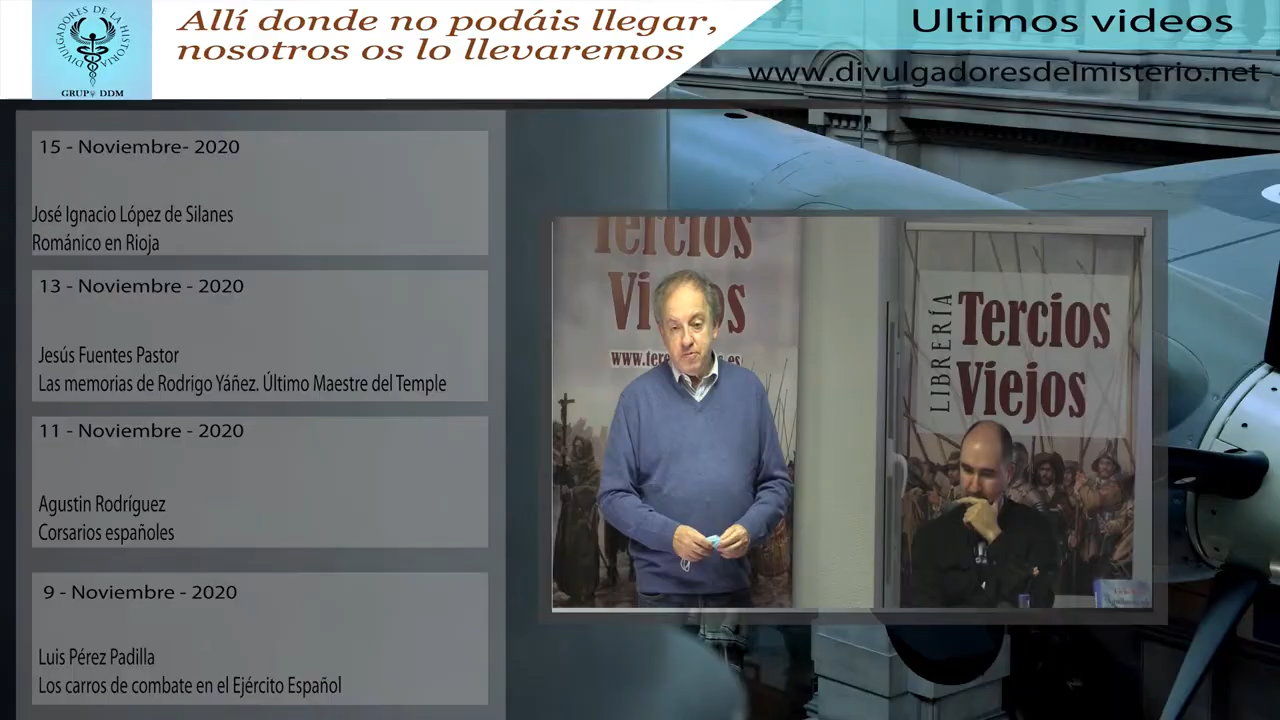 DIVULGADORES DE LA HISTORIA
GRUP DDM
Allí donde no podáis llegar,
nosotros os lo llevaremos
Ultimos videos
www.divulgadoresdelmisterio.net
15 - Noviembre- 2020
José Ignacio López de Silanes
Románico en Rioja
13 - Noviembre - 2020
Jesús Fuentes Pastor
Las memorias de Rodrigo Yáñez. Último Maestre del Temple
11 - Noviembre - 2020
Agustin Rodríguez
Corsarios españoles
9 - Noviembre - 2020
Luis Pérez Padilla
Los carros de combate en el Ejército Español
Tercios
Viejos
LIBRERÍA
Tercios
Viejos